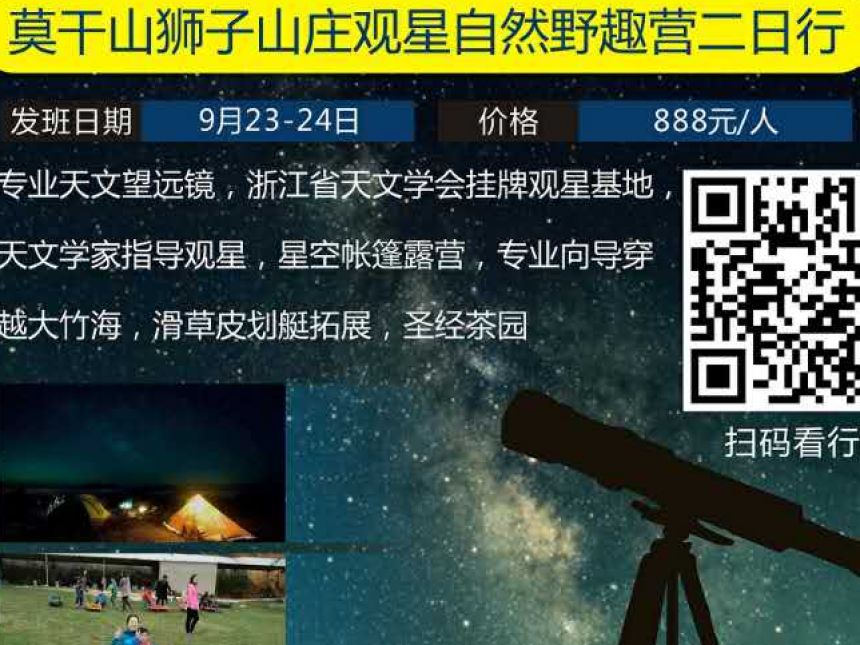 莫干山狮子山庄观星自然野趣营二日行
发班日期 9月23-24日 价格 888元/人
专业天文望远镜，浙江省天文学会挂牌观星基地，
天文学家指导观星，星空帐篷露营，专业向导穿
越大竹海，滑草皮划艇拓展，圣经茶园
扫码看行